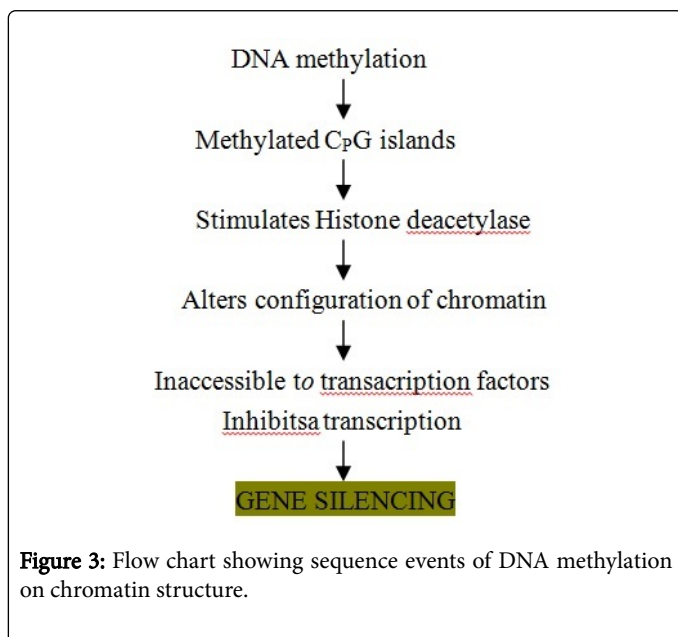 DNA methylation
Methylated CPG islands
Stimulates Histone deacetylase
Alters configuration of chromatin
Inaccessible to transacription factors
Inhibitsa transcription
GENE SILENCING
Figure 3: Flow chart showing sequence events of DNA methylation
on chromatin structure.